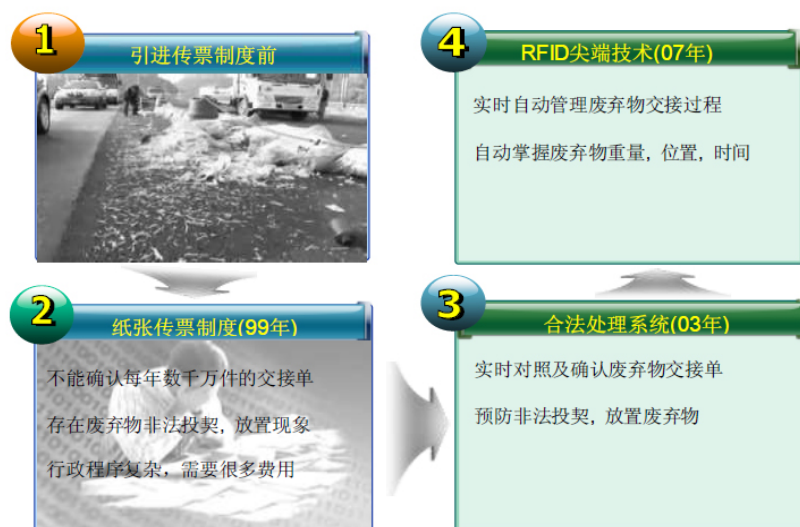 1
引进传票制度前
2
纸张传票制度(99年)
不能确认每年数千万件的交接单
存在废弃物非法投契, 放置现象
行政程序复杂, 需要很多费用
3
合法处理系统(03年)
实时对照及确认废弃物交接单
预防非法投契, 放置废弃物
4
RFID尖端技术(07年)
实时自动管理废弃物交接过程
自动掌握废弃物重量, 位置, 时间